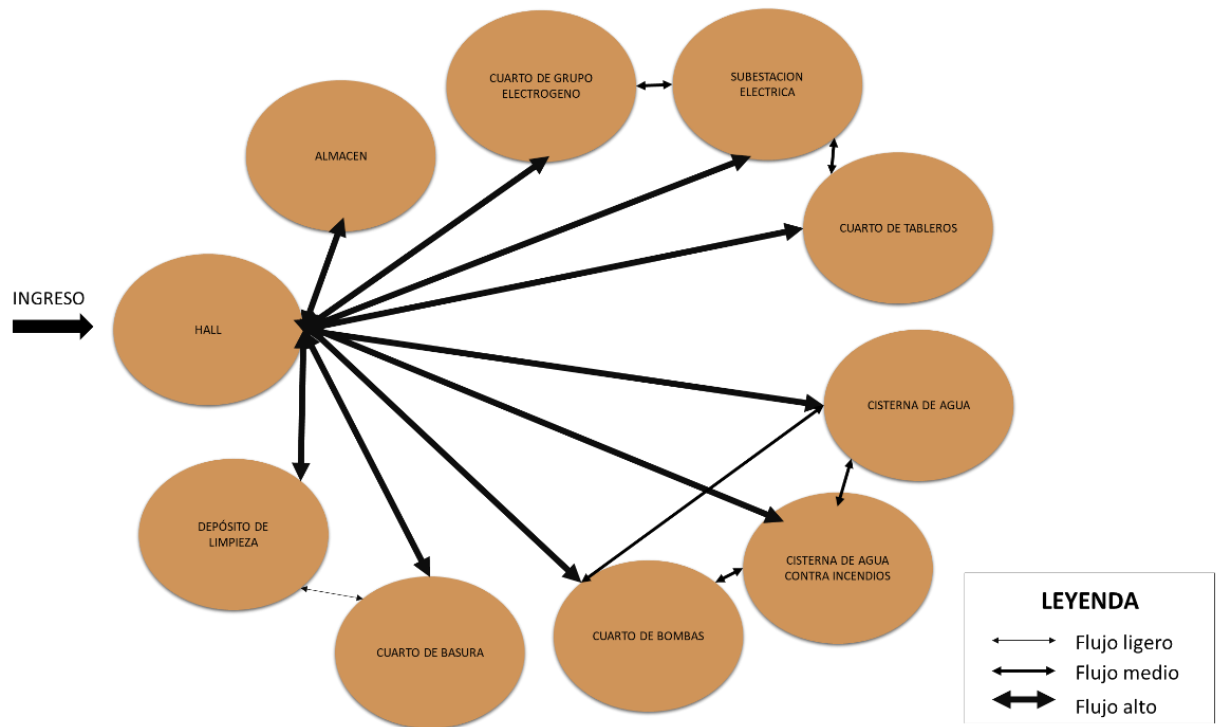 CUARTO DE GRUPO
ELECTROGENO
SUBESTACION
ELECTRICA
ALMACEN
CUARTO DE TABLEROS
INGRESO
HALL
CISTERNA DE AGUA
DEPÓSITO DE
LIMPIEZA
CISTERNA DE AGUA
CONTRA INCENDIOS
CUARTO DE BOMBAS
CUARTO DE BASURA
LEYENDA
Flujo ligero
Flujo medio
Flujo alto